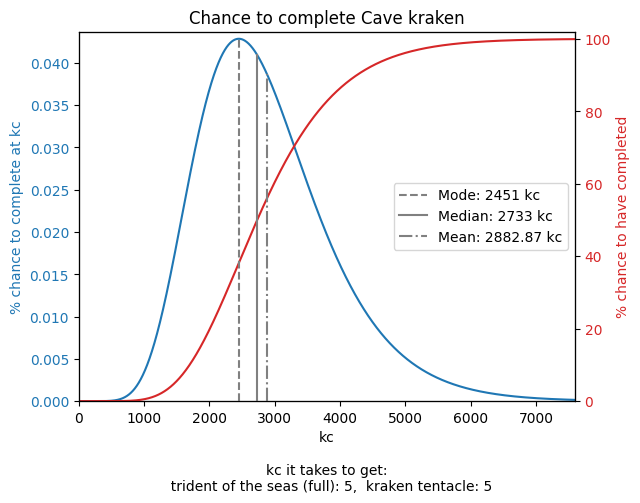 Chance to complete Cave kraken
% chance to complete at kc
0.040
0.035
0.030
0.025
0.020
0.015
0.010
0.005
0.000
100
80
60
40
20
0
% chance to have completed
Mode: 2451 kc
Median: 2733 kc
Mean: 2882.87 kc
0 1000 2000 3000 4000 5000 6000 7000
kc
kc it takes to get:
trident of the seas (full): 5, kraken tentacle: 5